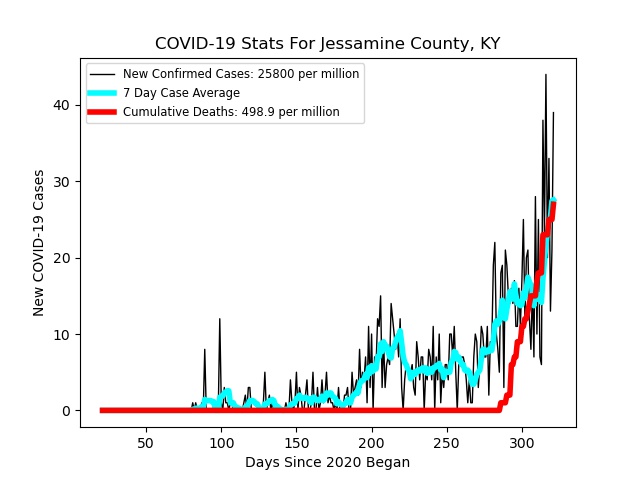 COVID-19 Stats For Jessamine County, KY
New Confirmed Cases: 25800 per million
7 Day Case Average
Cumulative Deaths: 498.9 per million
New COVID-19 Cases
40
30
20
10
0
50 100 150 200 250 300
Days Since 2020 Began